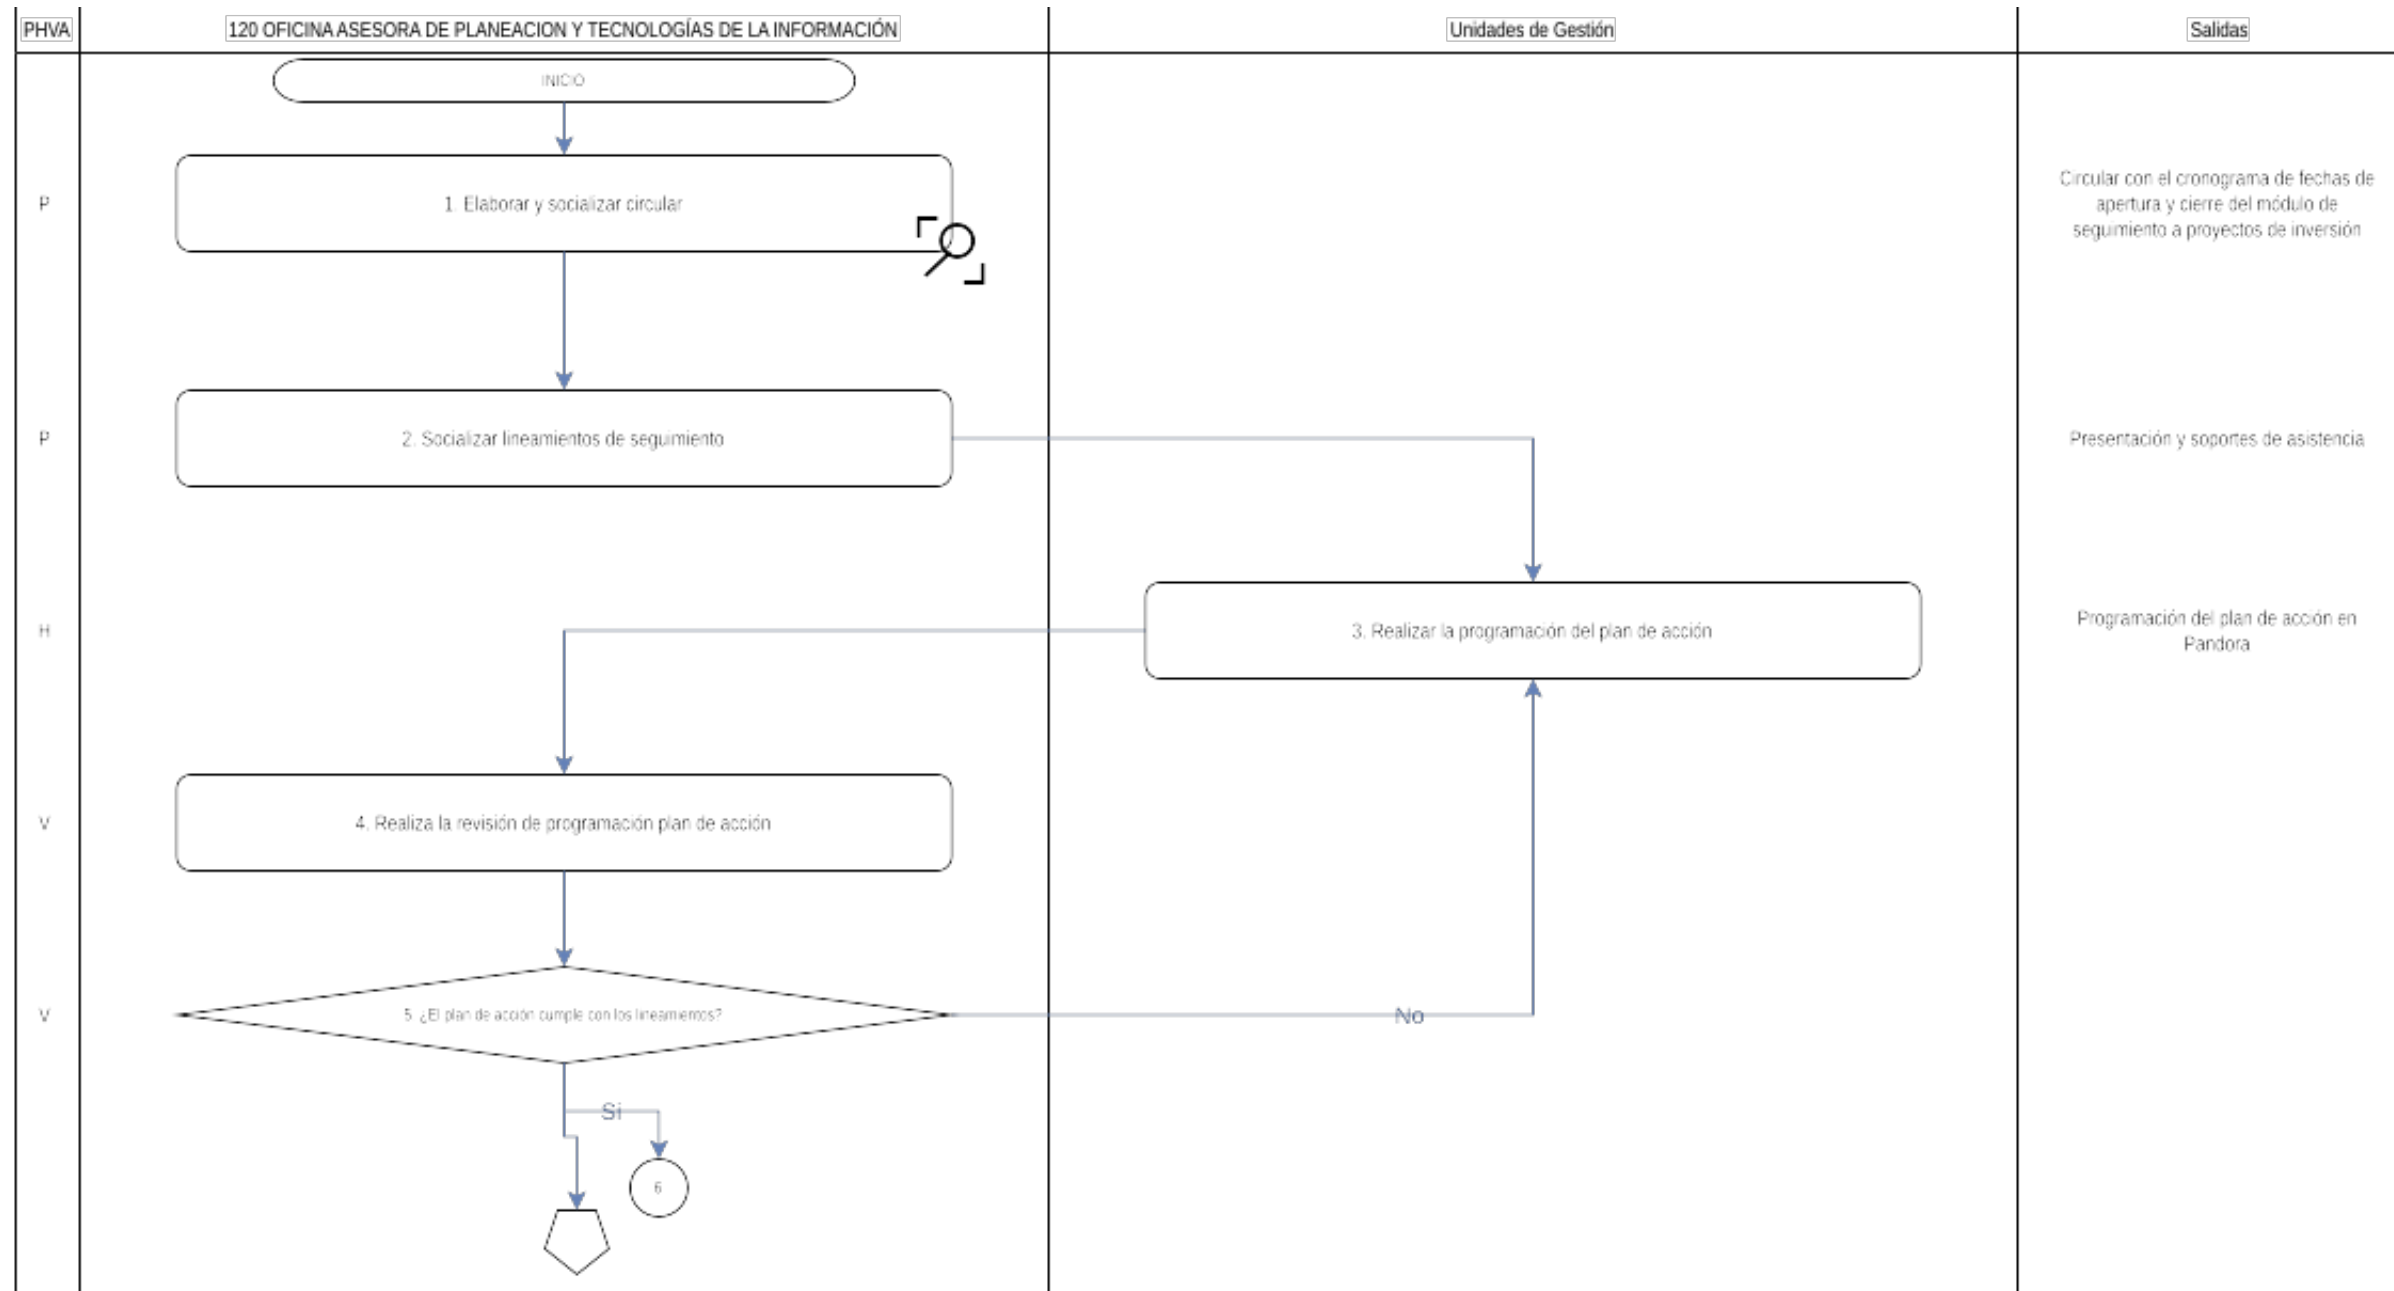 PHVA
120 OFICINA ASESORA DE PLANEACION Y TECNOLOGÍAS DE LA INFORMACIÓN
Unidades de Gestión
Salidas
INICIO
P
1. Elaborar y socializar circular
Circular con el cronograma de fechas de
apertura y cierre del módulo de
seguimiento a proyectos de inversión
P
2. Socializar lineamientos de seguimiento
Presentación y soportes de asistencia
H
3. Realizar la programación del plan de acción
Programación del plan de acción en
Pandora
V
4. Realiza la revisión de programación plan de acción
V
5. ¿El plan de acción cumple con los lineamientos?
No
Si
6